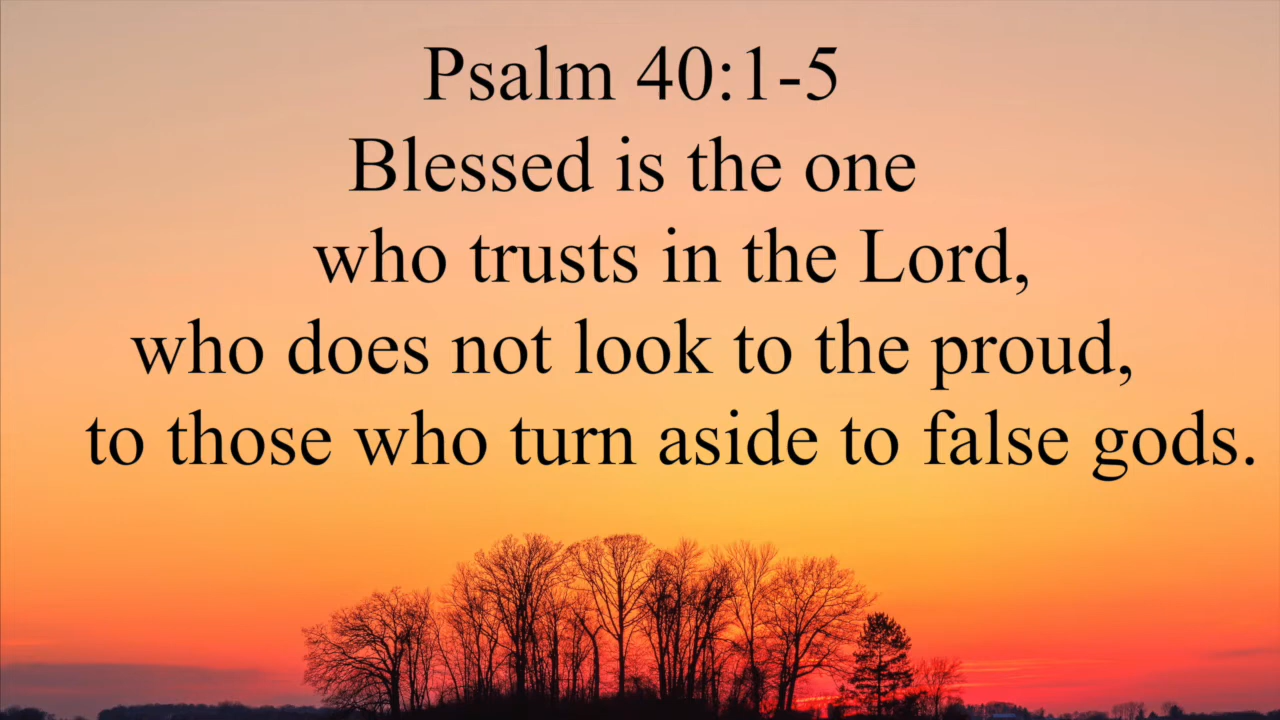 Psalm 40:1-5
Blessed is the one
who trusts in the Lord,
who does not look to the proud,
to those who turn aside to false gods.